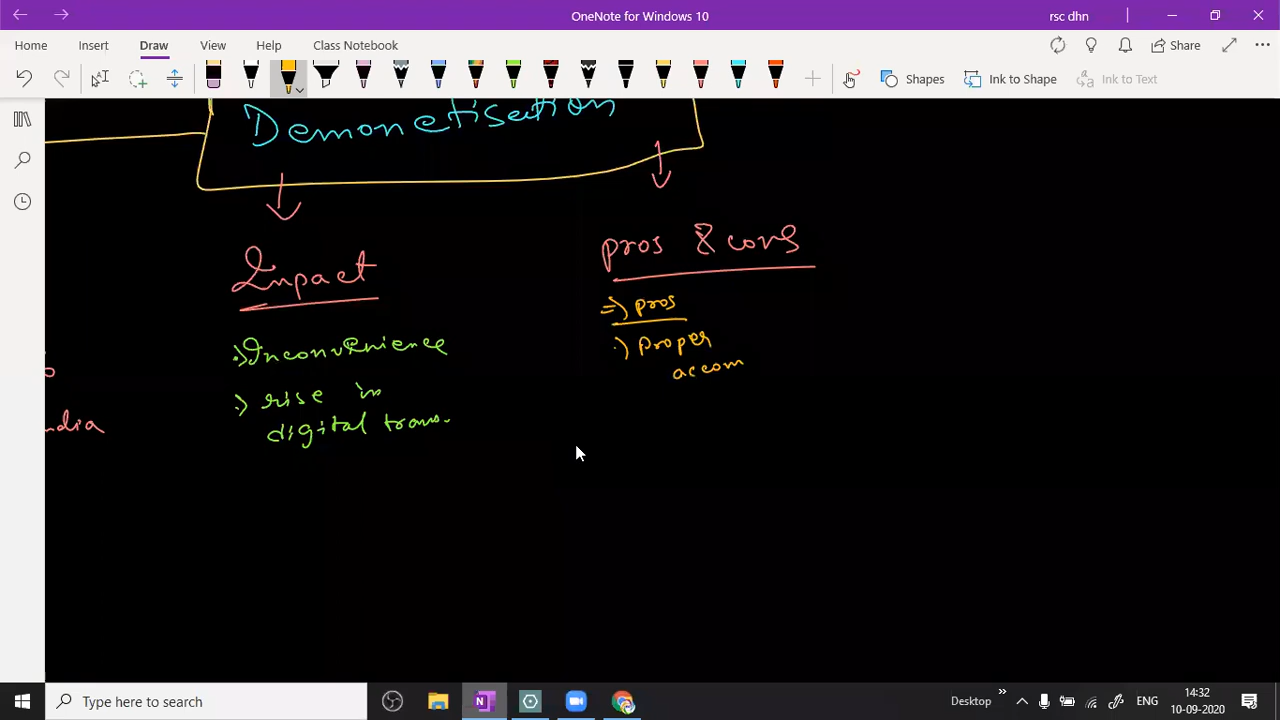 OneNote for Windows 10
rsc dhn
Home Insert Draw View Help Class Notebook
Share
Shapes Ink to Shape Ink to Text
Demonetisation
Impact
:) Inconvenience
:) rise in
digital trans.
pros & cons
=) pros
:) proper
accom
ndia
Type here to search
Desktop
ENG
14:32
10-09-2020